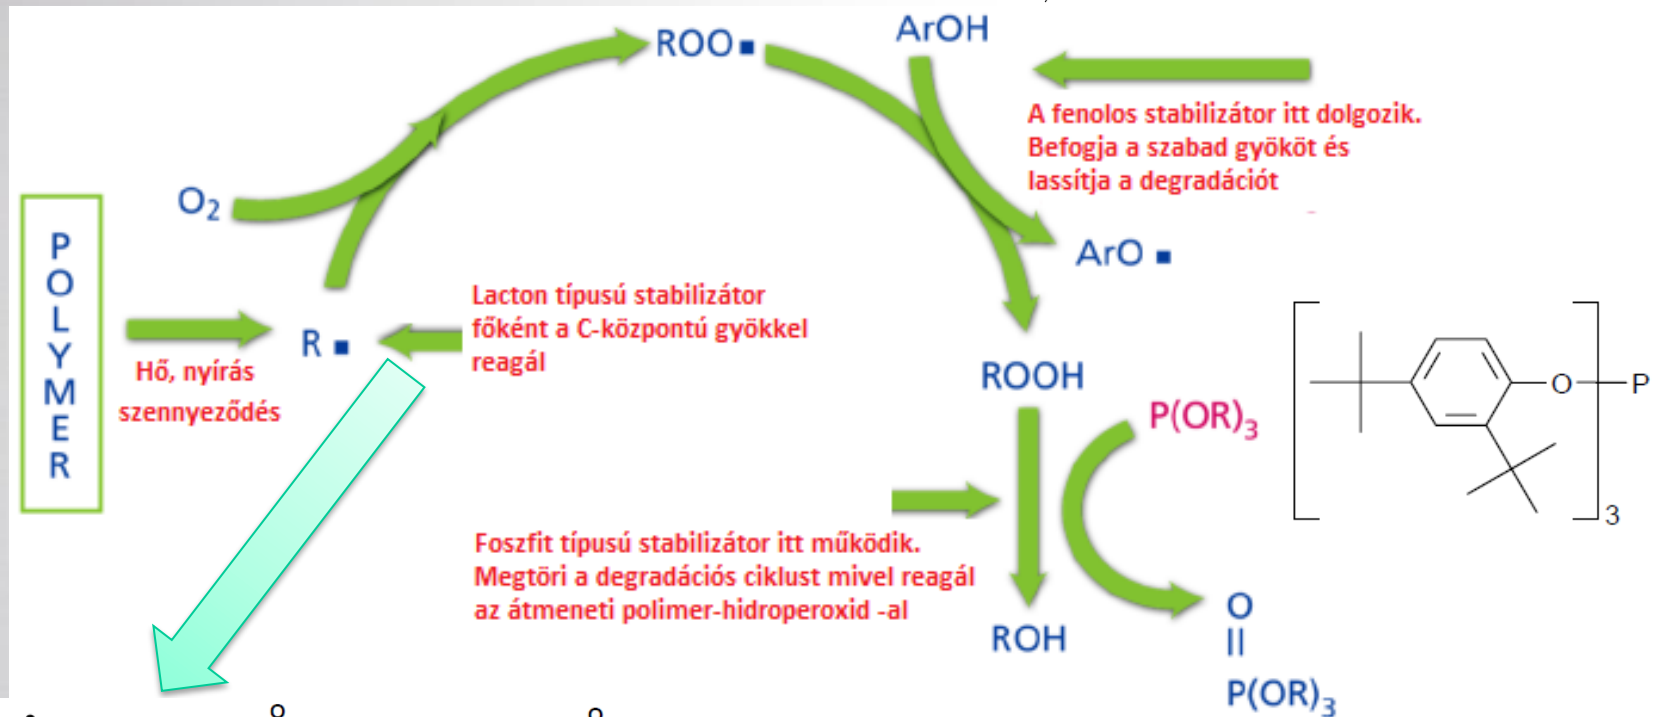 ROO■
ArOH
A fenolos stabilizátor itt dolgozik.
Befogja a szabad gyököt és
lassítja a degradációt
O₂
ArO ■
P
O
L
Y
M
E
R
Hő, nyírás
szennyeződés
R ■
Lacton típusú stabilizátor
főként a C-központú gyökkel
reagál
ROOH
P(OR)₃
O
P
3
Foszfit típusú stabilizátor itt működik.
Megtöri a degradációs ciklust mivel reagál
az átmeneti polimer-hidroperoxid -al
ROH
O
||
P(OR)₃